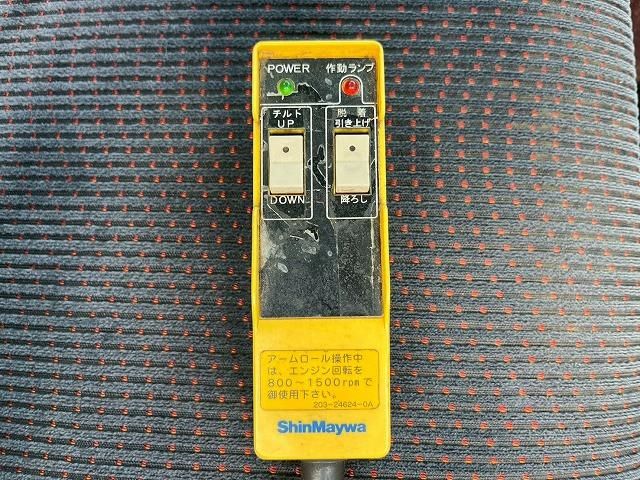 POWER 作動ランプ
チルト
UP
DOWN
脱着
引き上げ
降ろし
アームロール操作中
は、エンジン回転を
800～1500rpmで
御使用下さい。
203-24624-0A
ShinMaywa